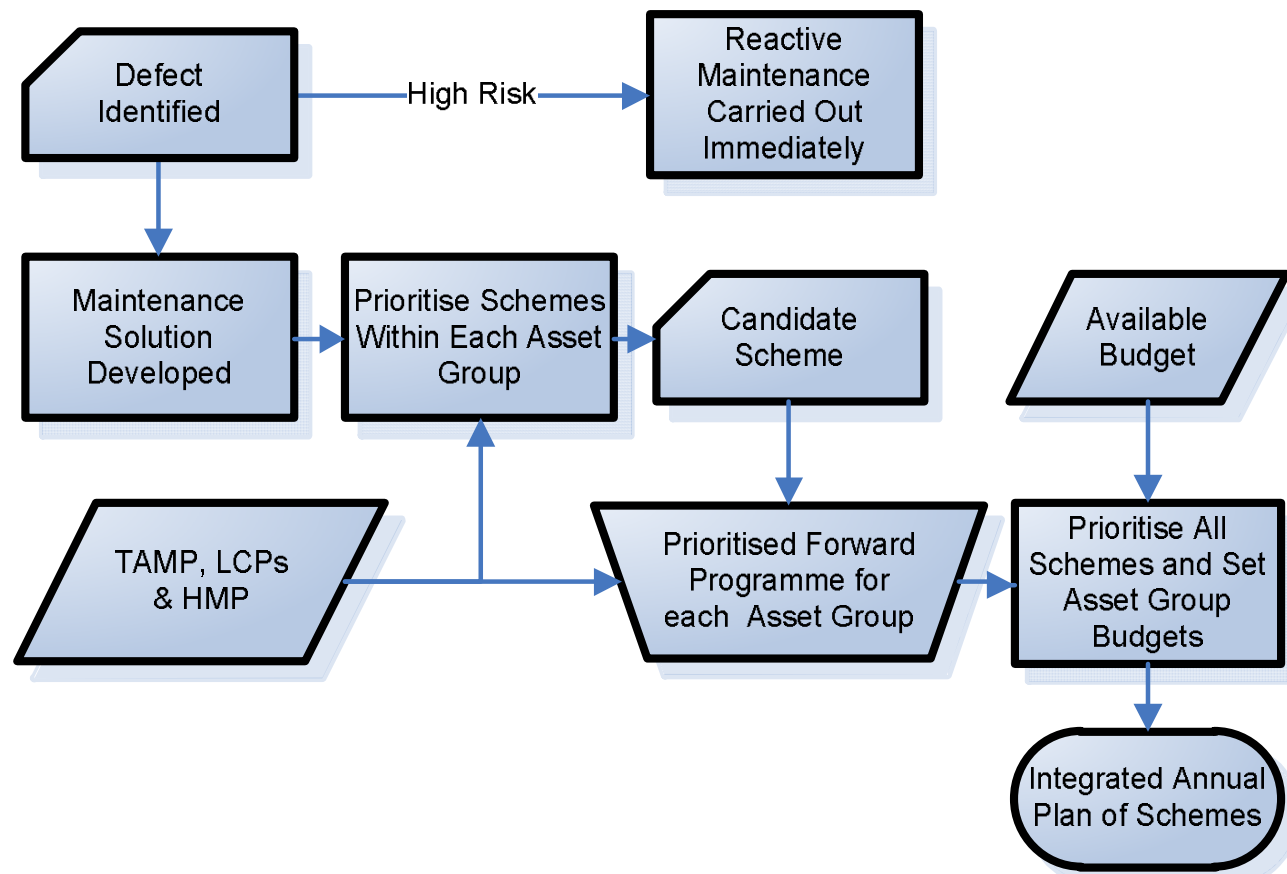 Defect
Identified
High Risk
Reactive
Maintenance
Carried Out
Immediately
Maintenance
Solution
Developed
Prioritise Schemes
Within Each Asset
Group
Candidate
Scheme
Available
Budget
TAMP, LCPs
& HMP
Prioritised Forward
Programme for
each Asset Group
Prioritise All
Schemes and Set
Asset Group
Budgets
Integrated Annual
Plan of Schemes